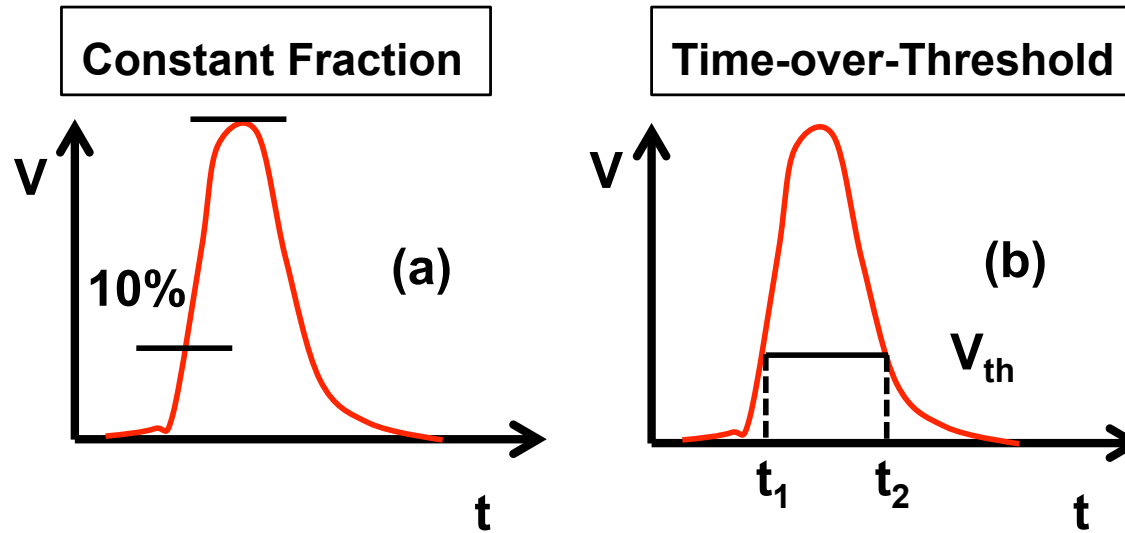 Constant Fraction
V
10%
(a)
t
Time-over-Threshold
V
(b)
Vth
t1
t2
t